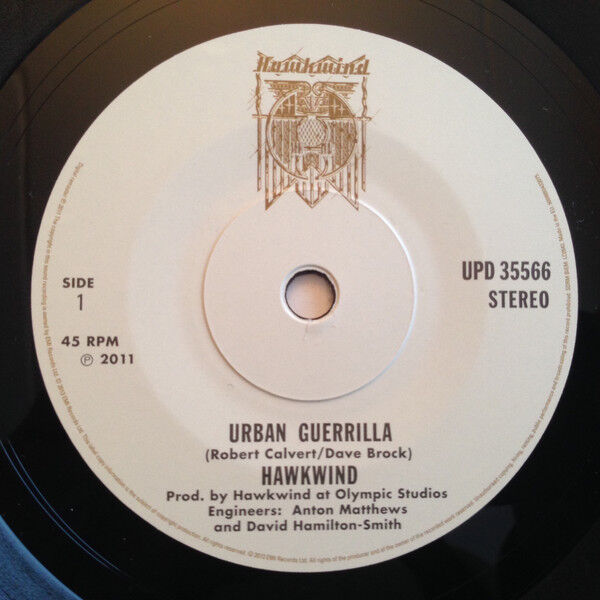 Hawkwind
SIDE
1
45 RPM
℗ 2011
UPD 35566
STEREO
URBAN GUERRILLA
(Robert Calvert/Dave Brock)
HAWKWIND
Prod. by Hawkwind at Olympic Studios
Engineers: Anton Matthews
and David Hamilton-Smith